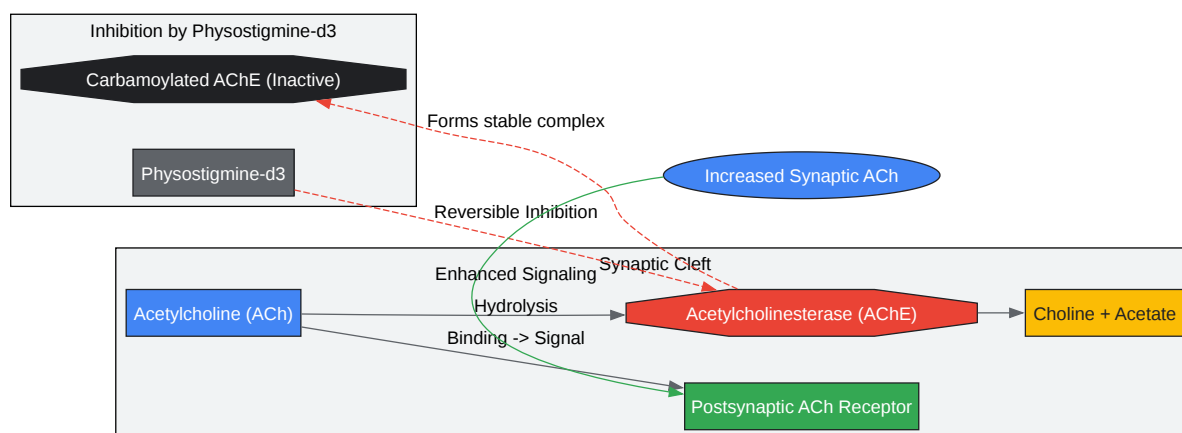 Inhibition by Physostigmine-d3
Carbamoylated AChE (Inactive)
Forms stable complex
Physostigmine-d3
Increased Synaptic ACh
Reversible Inhibition
Synaptic Cleft
Enhanced Signaling
Acetylcholine (ACh)
Hydrolysis
Acetylcholinesterase (AChE)
Choline + Acetate
Binding -> Signal
Postsynaptic ACh Receptor